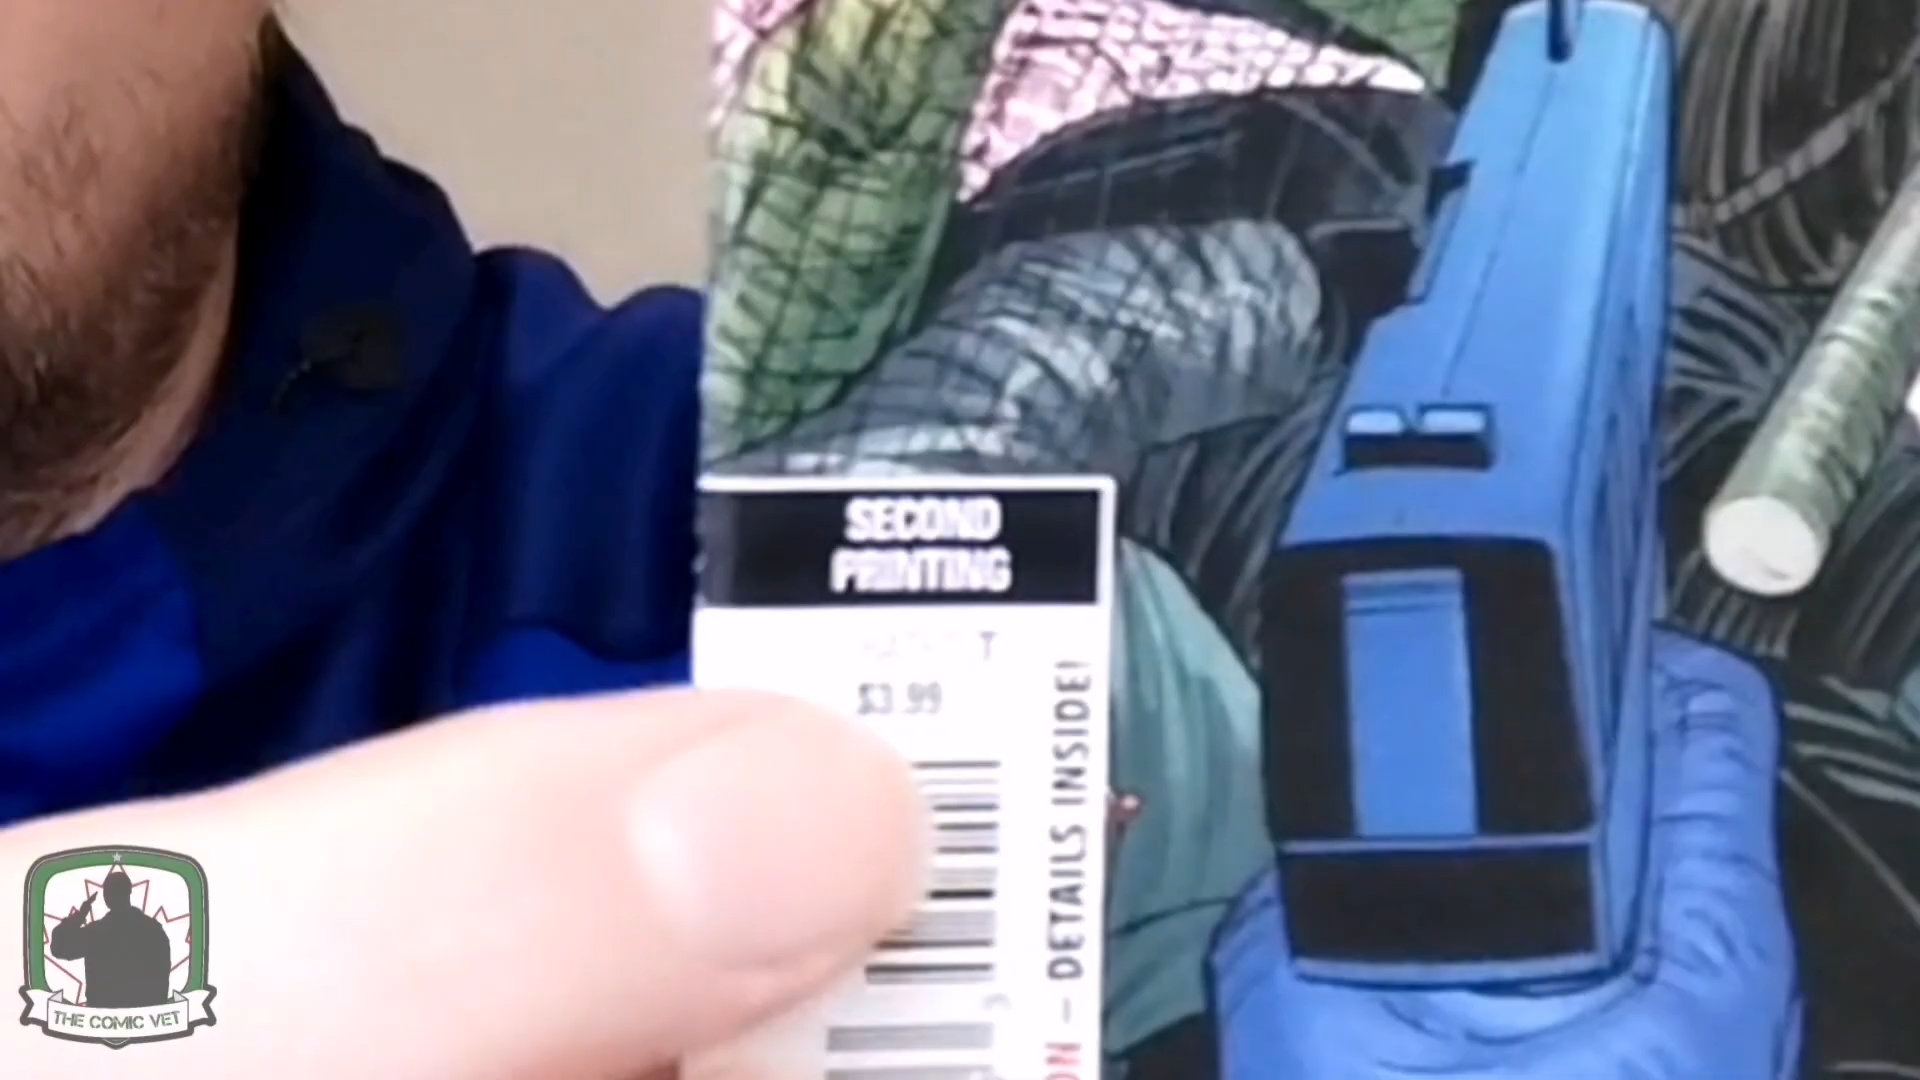 SECOND
PRINTING
$3.99
- DETAILS INSIDE!
THE COMIC VET